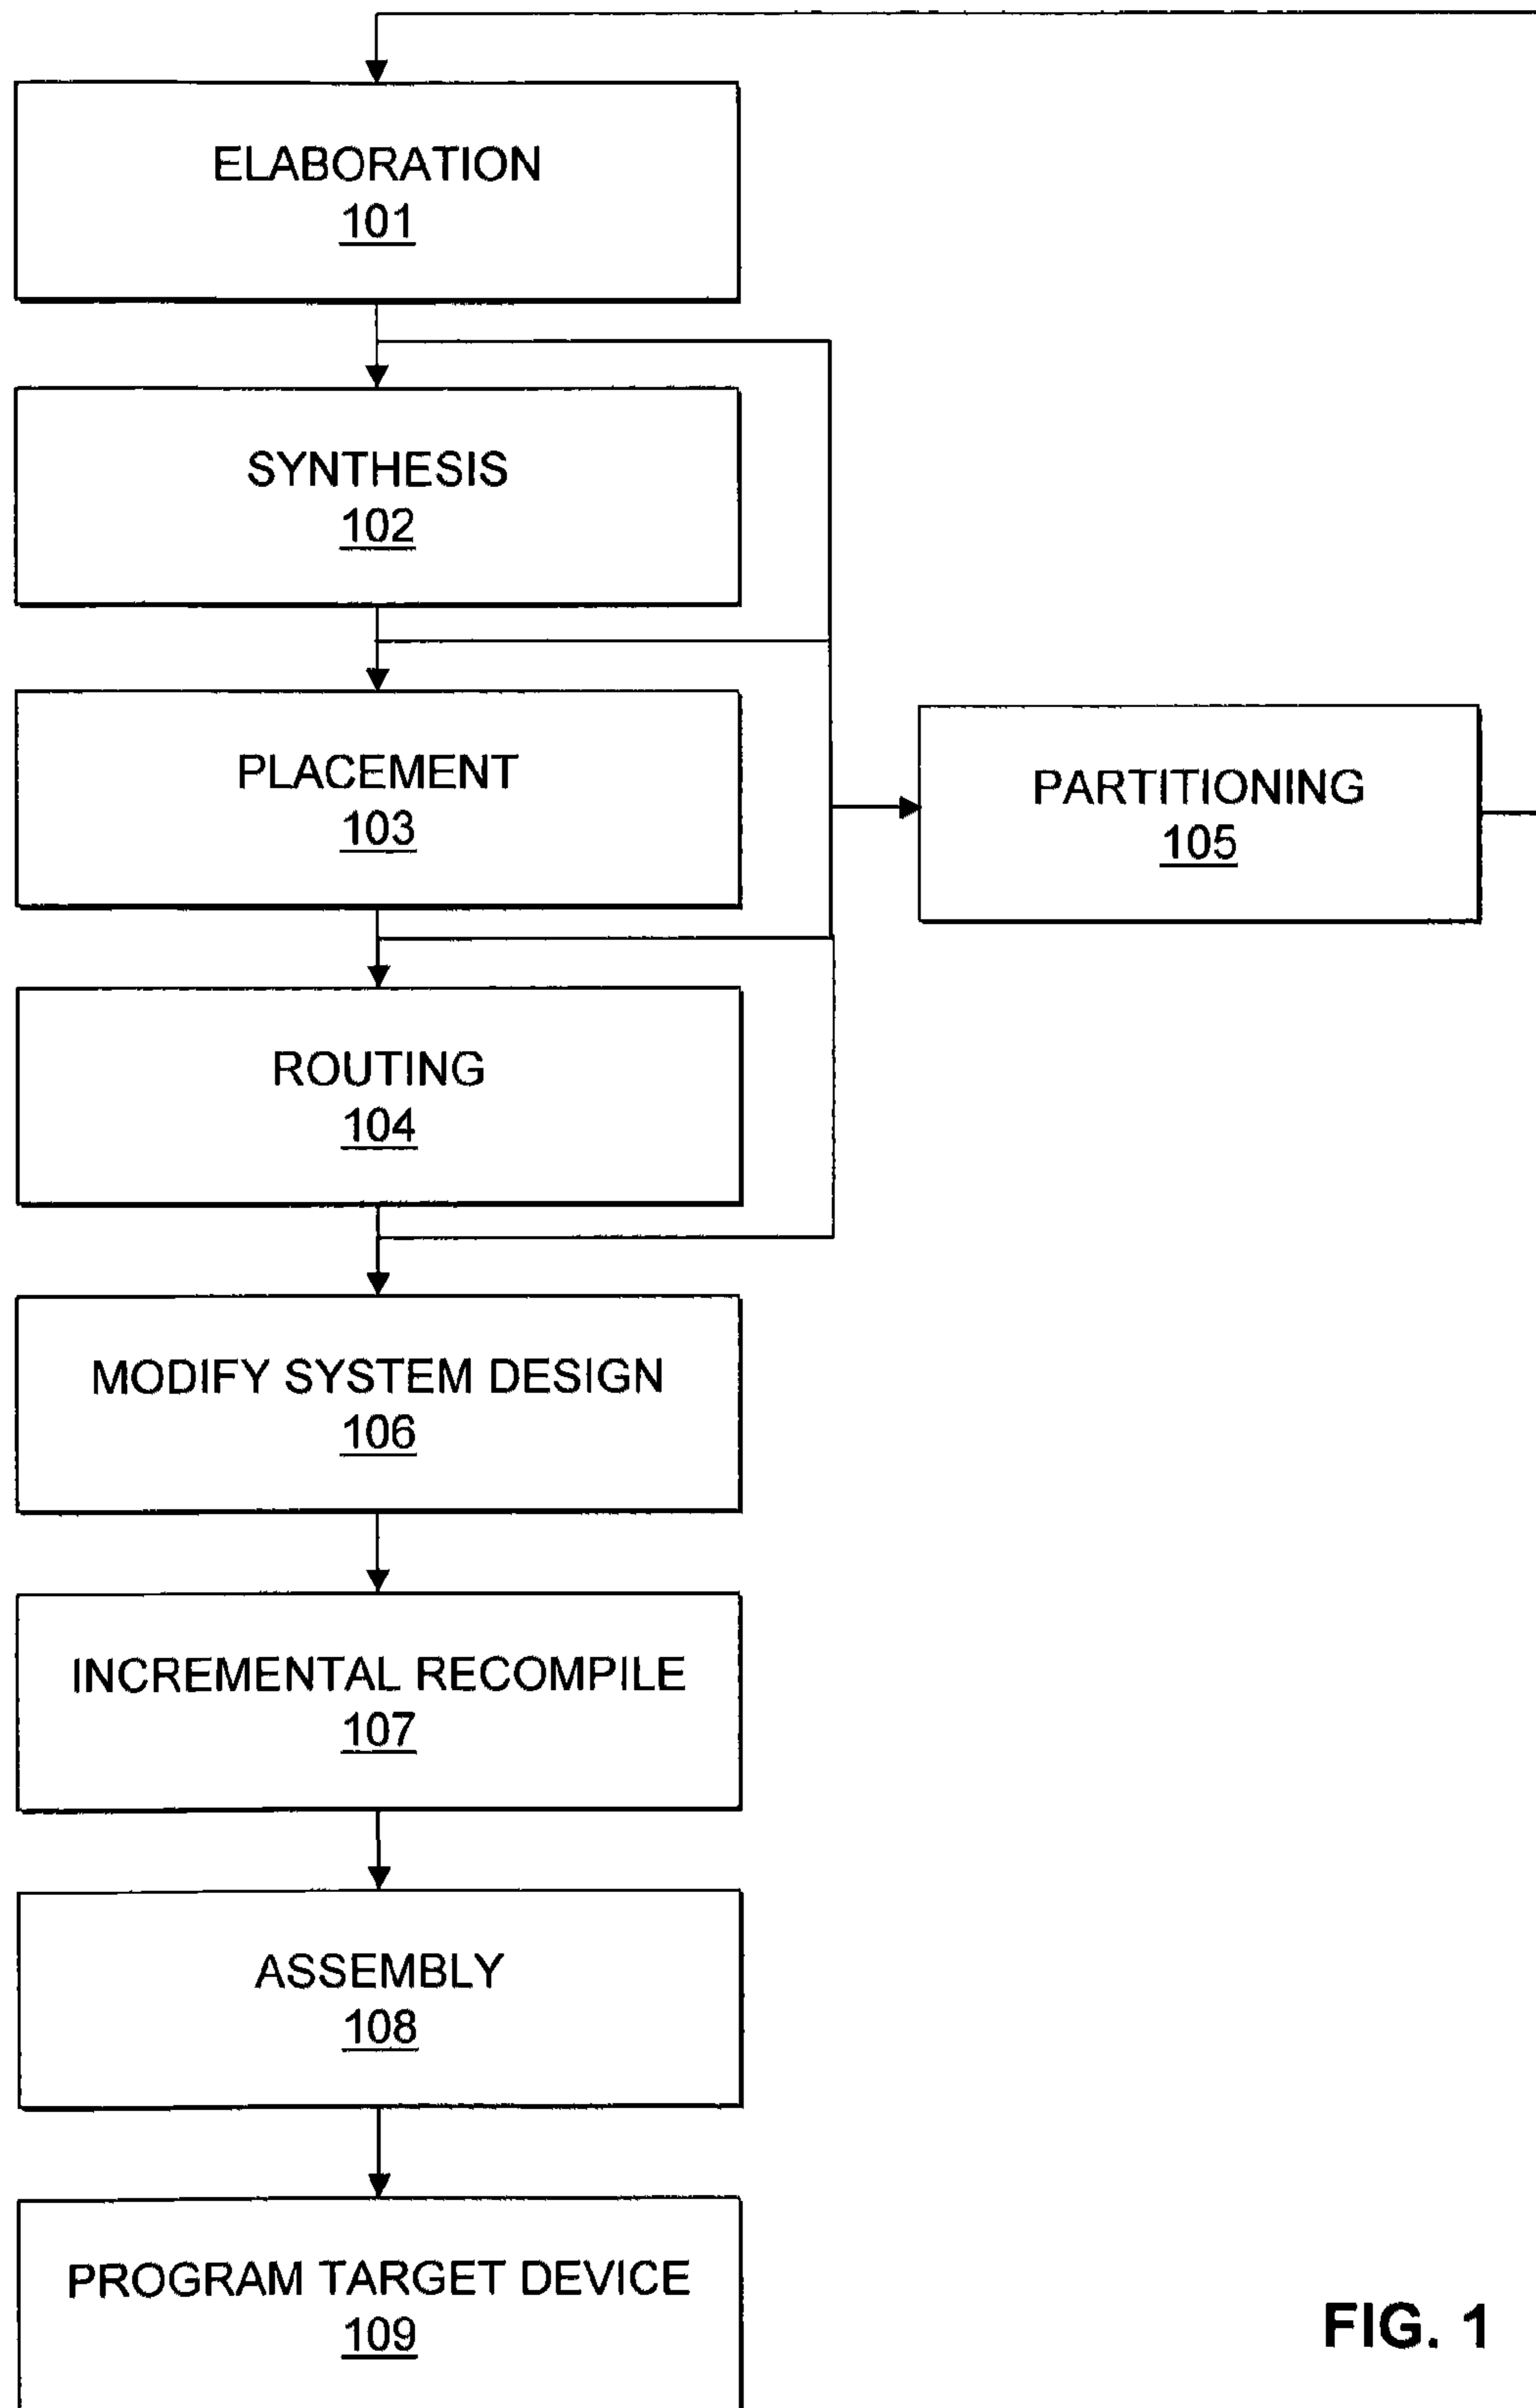 ELABORATION
101
SYNTHESIS
102
PLACEMENT
103
PARTITIONING
105
ROUTING
104
MODIFY SYSTEM DESIGN
106
INCREMENTAL RECOMPILE
107
ASSEMBLY
108
PROGRAM TARGET DEVICE
109
FIG. 1